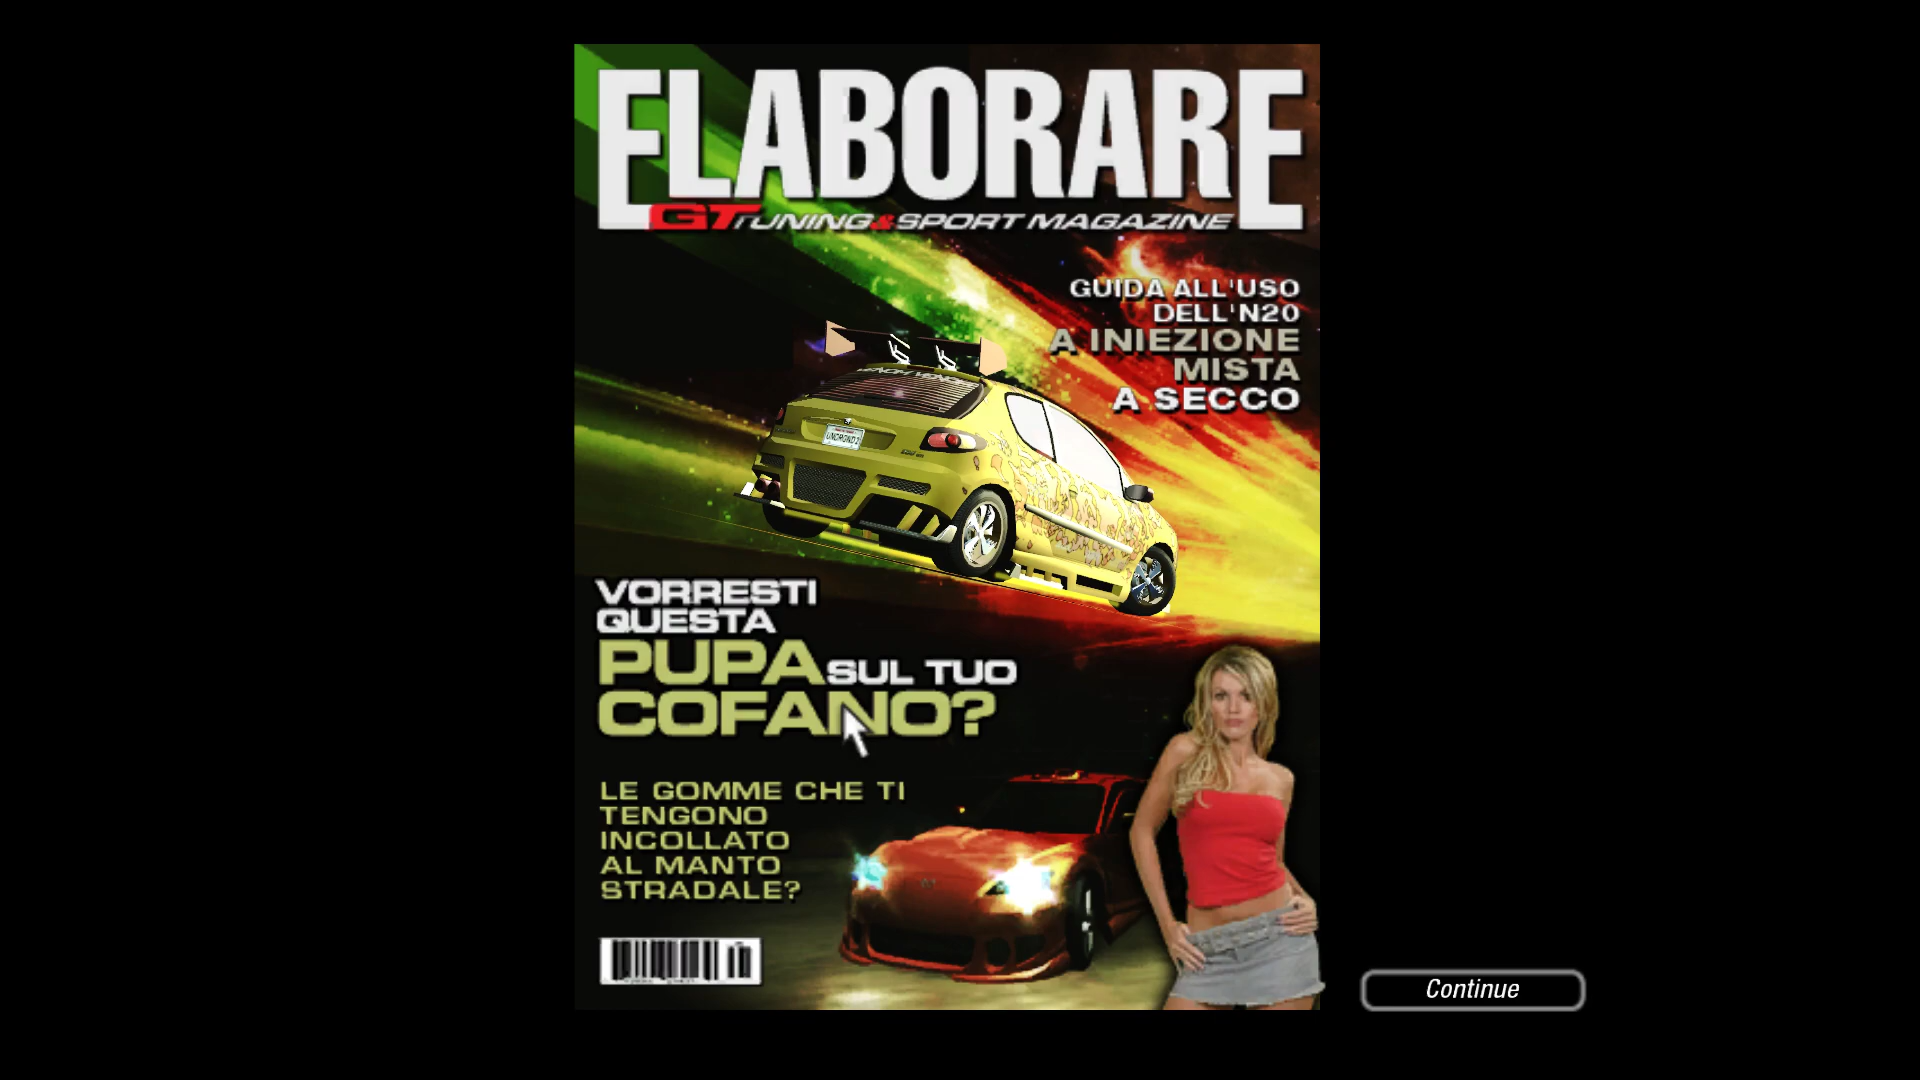 ELABORARE
GT TUNING & SPORT MAGAZINE
GUIDA ALL'USO
DELL'N20
A INIEZIONE
MISTA
A SECCO
VORRESTI
QUESTA
PUPA SUL TUO
COFANO?
LE GOMME CHE TI
TENGONO
INCOLLATO
AL MANTO
STRADALE?
Continue